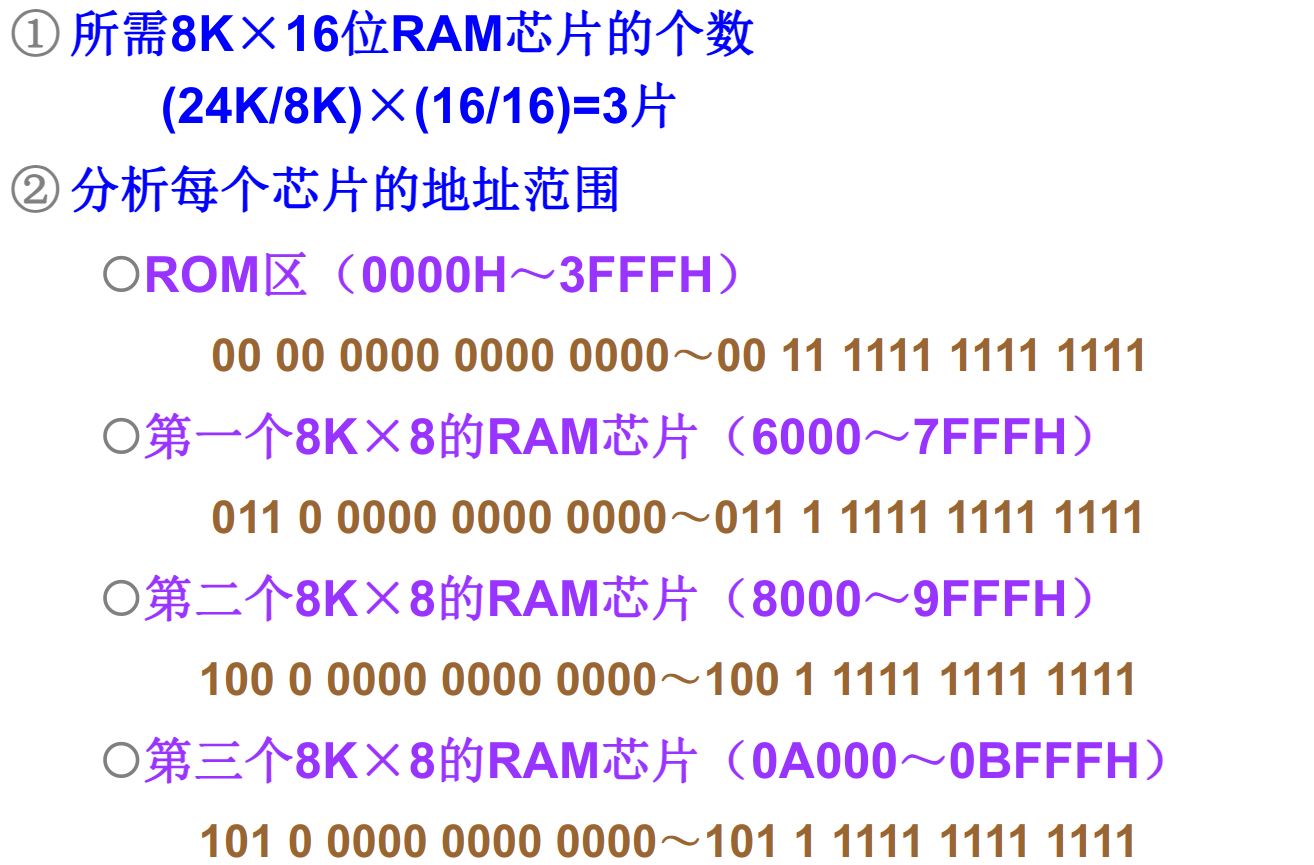 ① 所需8K×16位RAM芯片的个数
(24K/8K)×(16/16)=3片
② 分析每个芯片的地址范围
○ROM区（0000H～3FFFH）
00 00 0000 0000 0000～00 11 1111 1111 1111
○第一个8K×8的RAM芯片（6000～7FFFH）
011 0 0000 0000 0000～011 1 1111 1111 1111
○第二个8K×8的RAM芯片（8000～9FFFH）
100 0 0000 0000 0000～100 1 1111 1111 1111
○第三个8K×8的RAM芯片（0A000～0BFFFH）
101 0 0000 0000 0000～101 1 1111 1111 1111